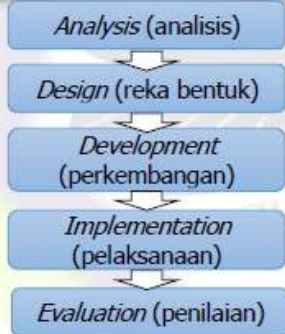 Analysis (analisis)
Design (reka bentuk)
Development
(perkembangan)
Implementation
(pelaksanaan)
Evaluation (penilaian)